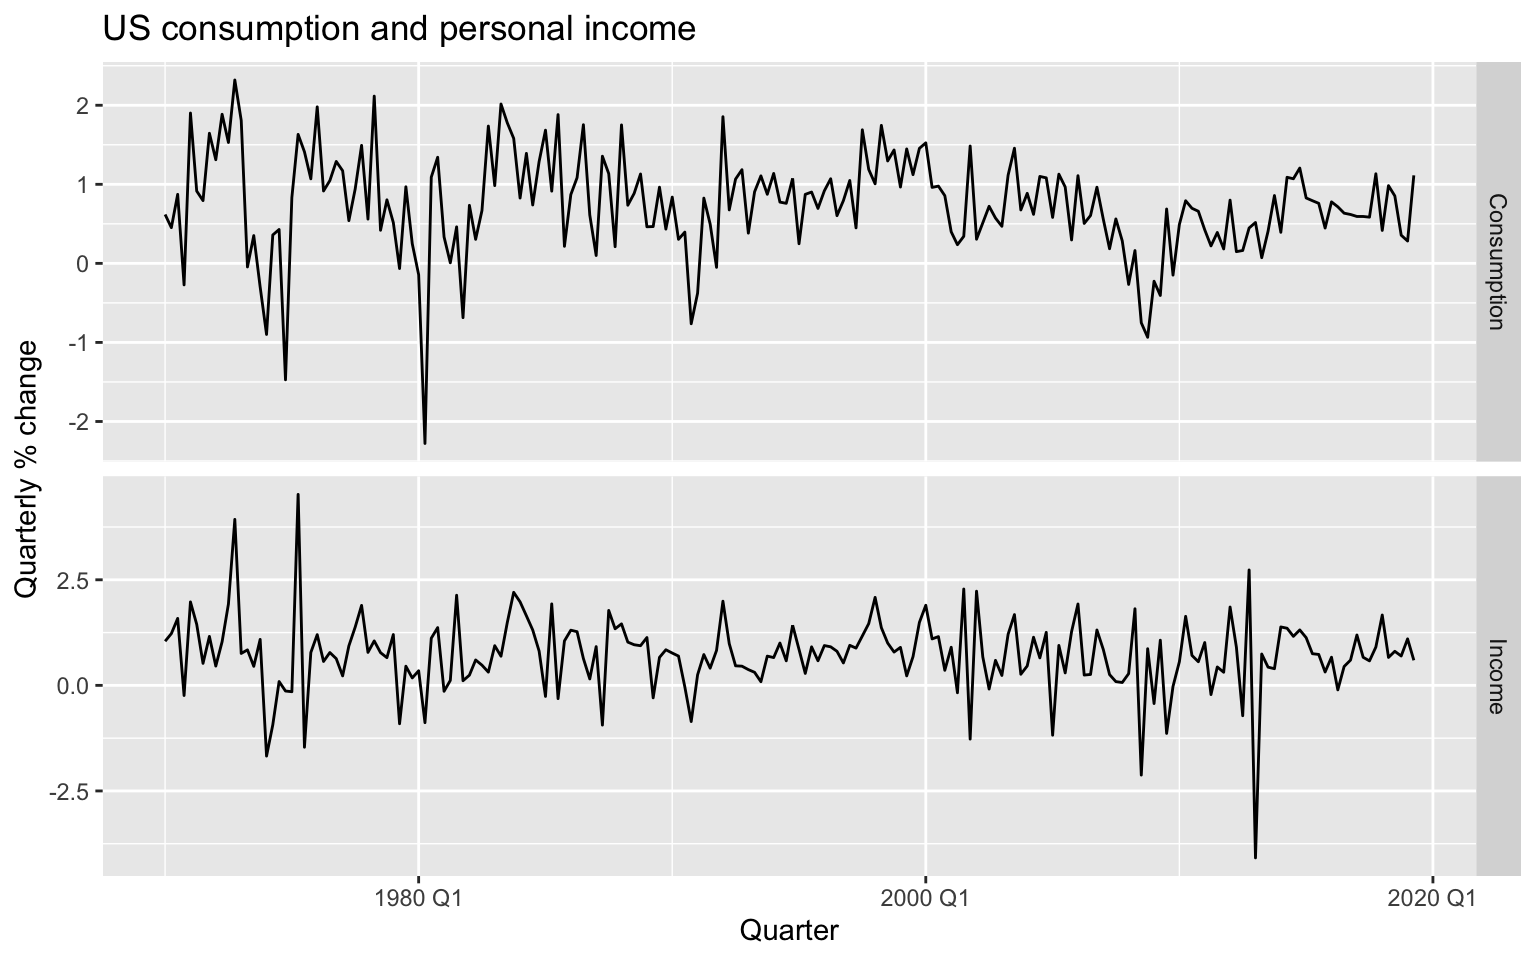 US consumption and personal income
Quarterly % change
2
1
0
-1
-2
Consumption
2.5
0.0
-2.5
Income
1980 Q1
2000 Q1
2020 Q1
Quarter